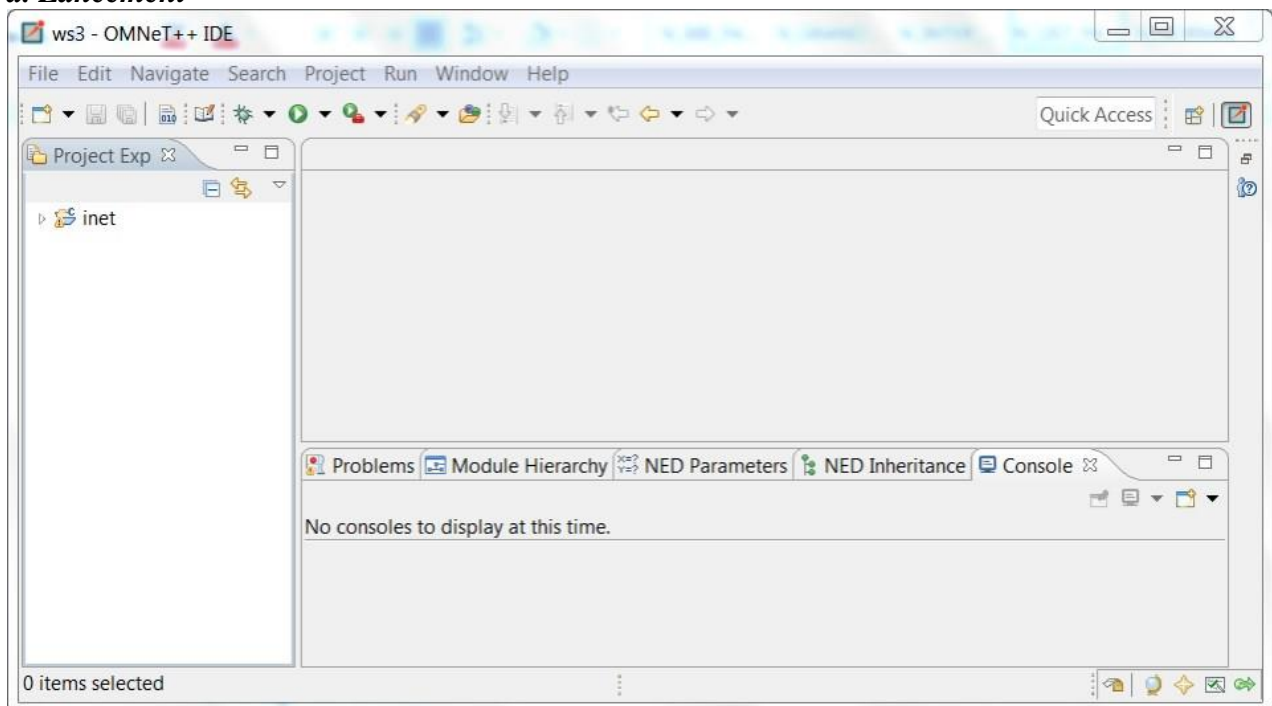 a. Lancement
ws3 - OMNeT++ IDE
File Edit Navigate Search Project Run Window Help
Quick Access
Project Exp
inet
Problems Module Hierarchy NED Parameters NED Inheritance Console
No consoles to display at this time.
0 items selected